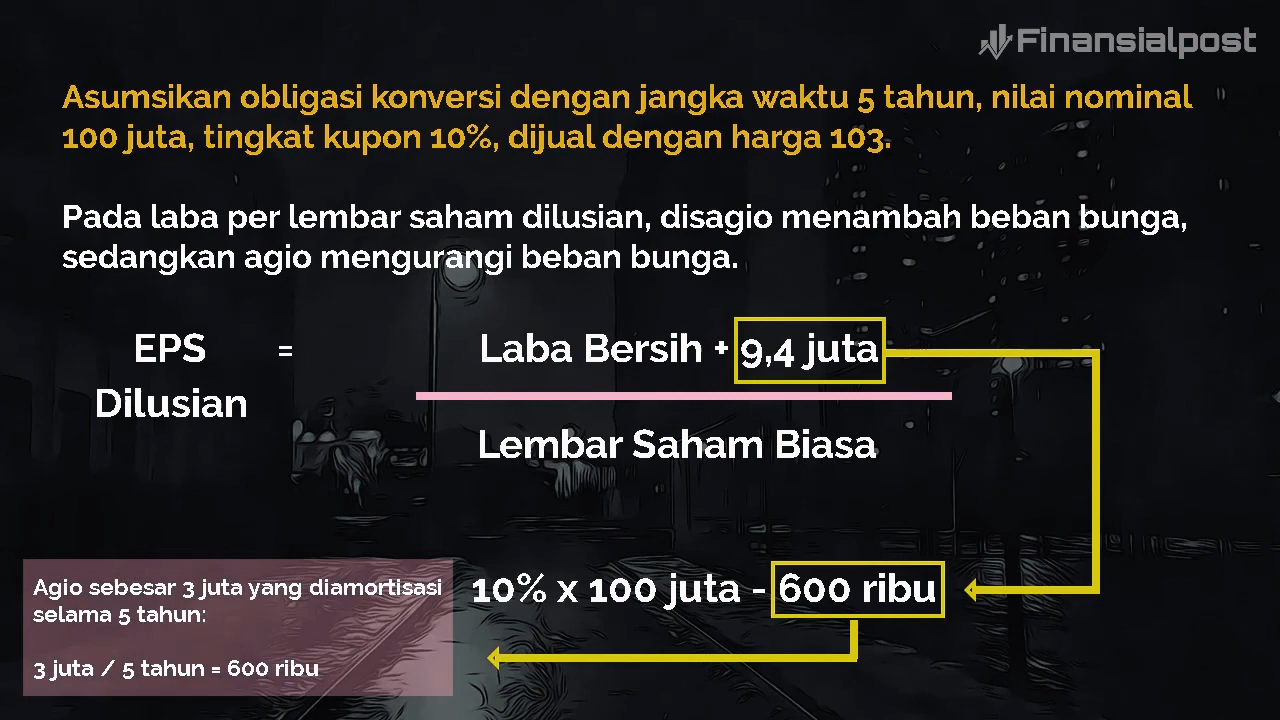 Finansialpost
Asumsikan obligasi konversi dengan jangka waktu 5 tahun, nilai nominal
100 juta, tingkat kupon 10%, dijual dengan harga 103.
Pada laba per lembar saham dilusian, disagio menambah beban bunga,
sedangkan agio mengurangi beban bunga.
EPS
Dilusian
=
Laba Bersih + 9,4 juta
Lembar Saham Biasa
10% x 100 juta - 600 ribu
Agio sebesar 3 juta yang diamortisasi
selama 5 tahun:
3 juta / 5 tahun = 600 ribu